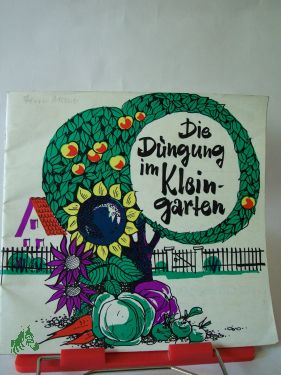 Die
Düngung
im Klein-
garten